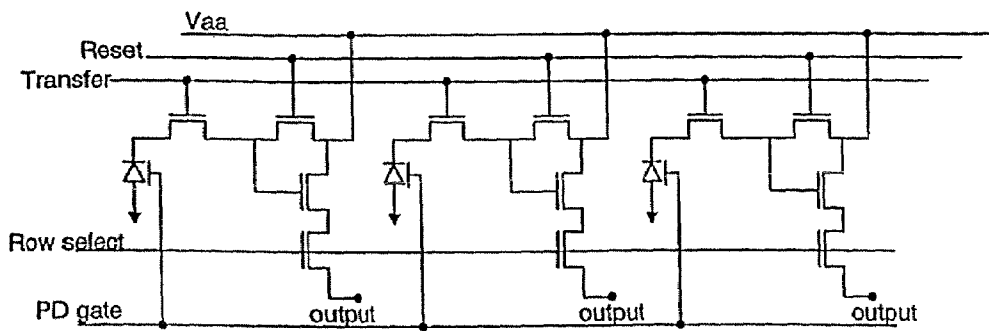 Vaa
Reset
Transfer
Row select
output
output
output
PD gate